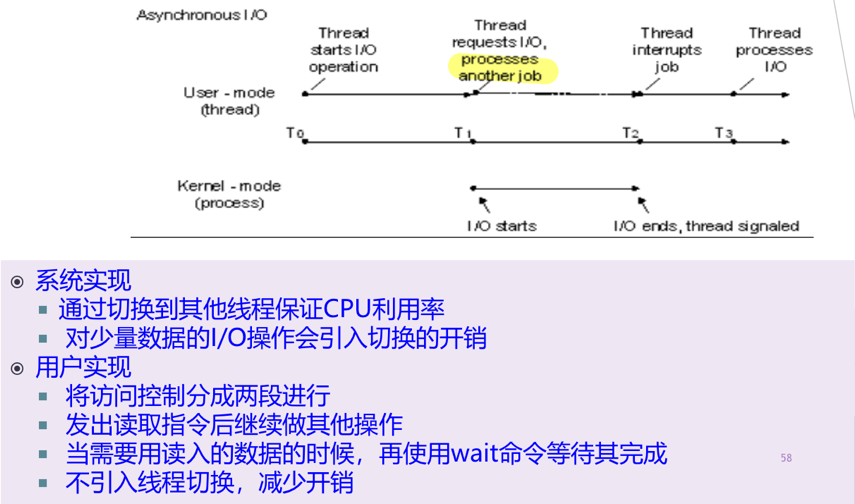 Asynchronous I/O
Thread
starts I/O
operation
Thread
requests I/O,
processes
another job
Thread
interrupts
job
Thread
processes
I/O
User - mode
(thread)
T0
T1
T2
T3
Kernel - mode
(process)
I/O starts
I/O ends, thread signaled
系统实现
通过切换到其他线程保证CPU利用率
对少量数据的I/O操作会引入切换的开销
用户实现
将访问控制分成两段进行
发出读取指令后继续做其他操作
当需要用读入的数据的时候，再使用wait命令等待其完成
不引入线程切换，减少开销
58